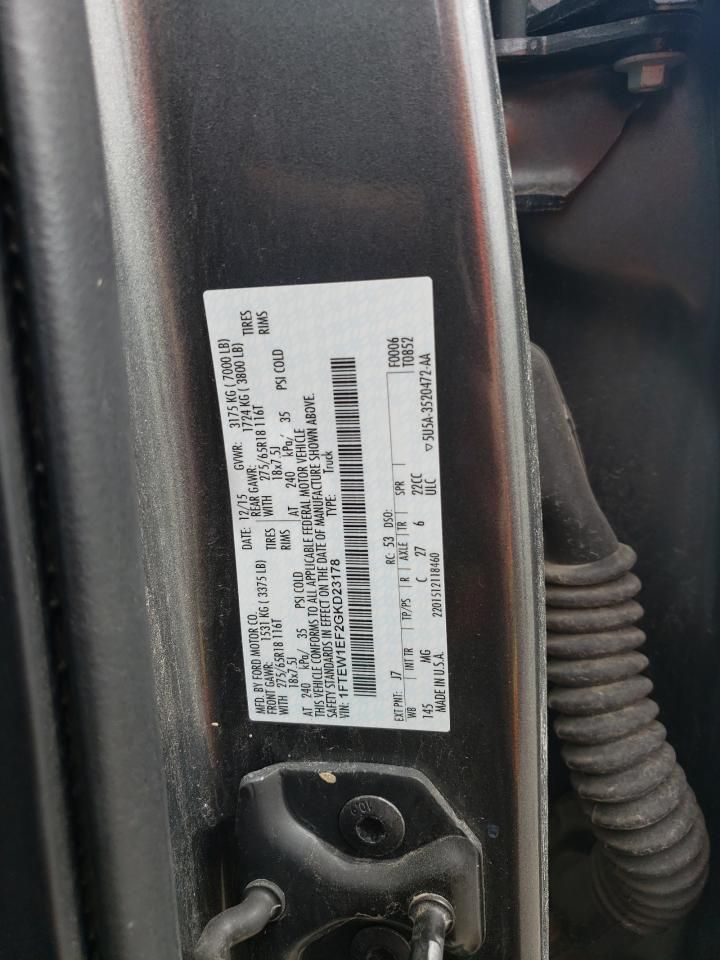 MFD. BY FORD MOTOR CO.
DATE: 12/15 GVWR: 3175 KG ( 7000 LB)
FRONT GAWR: 1531 KG ( 3375 LB) REAR GAWR: 1724 KG ( 3800 LB)
WITH 275/65R18 116T TIRES WITH 275/65R18 116T TIRES
18x7.5J RIMS 18x7.5J RIMS
AT 240 kPa/ 35 PSI COLD AT 240 kPa/ 35 PSI COLD
THIS VEHICLE CONFORMS TO ALL APPLICABLE FEDERAL MOTOR VEHICLE
SAFETY STANDARDS IN EFFECT ON THE DATE OF MANUFACTURE SHOWN ABOVE.
VIN: 1FTEW1EF2GKD23178 TYPE: Truck
F0006
EXT PNT: J7 RC: 53 DSO: T0852
WB INT TR TP/PS R AXLE TR SPR ▽5U5A-3520472-AA
145 MG C 27 6 22CC
MADE IN U.S.A. 2201512118460 ULC
10.9